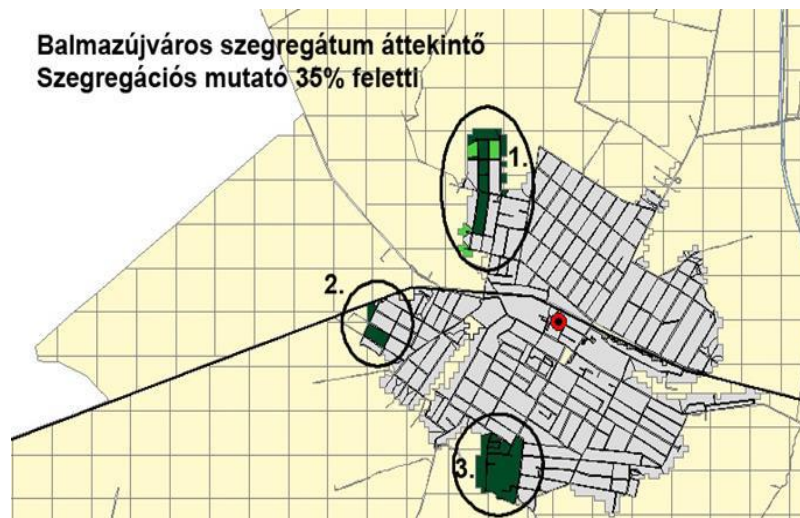 Balmazújváros szegregátum áttekintő
Szegregációs mutató 35% feletti
1.
2.
3.